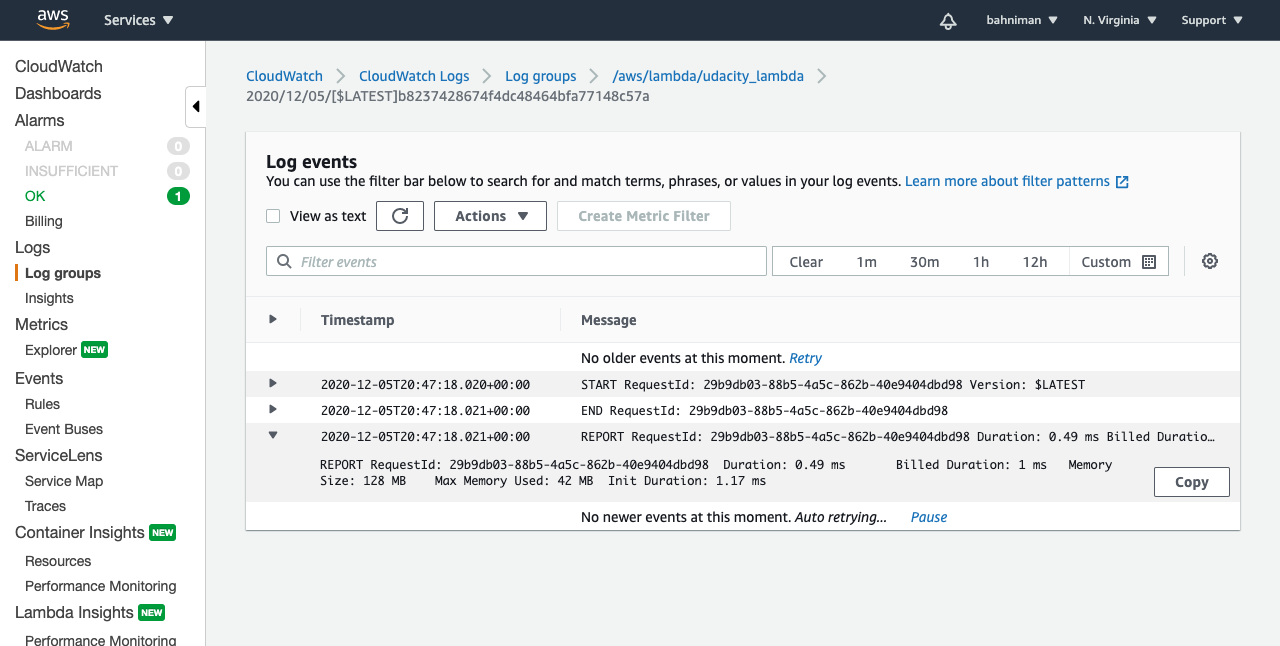 aws Services bahniman N. Virginia Support
CloudWatch
Dashboards
Alarms
ALARM 0
INSUFFICIENT 0
OK 1
Billing
Logs
Log groups
Insights
Metrics
Explorer NEW
Events
Rules
Event Buses
ServiceLens
Service Map
Traces
Container Insights NEW
Resources
Performance Monitoring
Lambda Insights NEW
Performance Monitoring
CloudWatch CloudWatch Logs Log groups /aws/lambda/udacity_lambda
2020/12/05/[$LATEST]b8237428674f4dc48464bfa77148c57a
Log events
You can use the filter bar below to search for and match terms, phrases, or values in your log events. Learn more about filter patterns
View as text Actions Create Metric Filter
Filter events Clear 1m 30m 1h 12h Custom
Timestamp Message
No older events at this moment. Retry
2020-12-05T20:47:18.020+00:00 START RequestId: 29b9db03-88b5-4a5c-862b-40e9404dbd98 Version: $LATEST
2020-12-05T20:47:18.021+00:00 END RequestId: 29b9db03-88b5-4a5c-862b-40e9404dbd98
2020-12-05T20:47:18.021+00:00 REPORT RequestId: 29b9db03-88b5-4a5c-862b-40e9404dbd98 Duration: 0.49 ms Billed Duratio…
REPORT RequestId: 29b9db03-88b5-4a5c-862b-40e9404dbd98 Duration: 0.49 ms Billed Duration: 1 ms Memory
Size: 128 MB Max Memory Used: 42 MB Init Duration: 1.17 ms
Copy
No newer events at this moment. Auto retrying... Pause